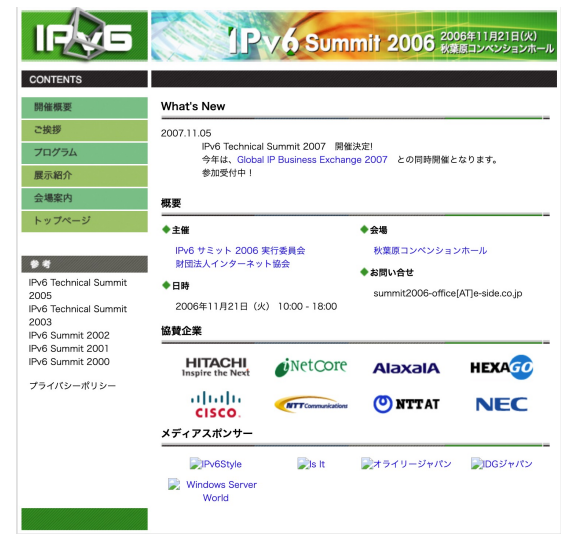 IPv6
IPv6 Summit 2006 2006年11月21日(火)
秋葉原コンベンションホール
CONTENTS
開催概要
ご挨拶
プログラム
展示紹介
会場案内
トップページ
参考
IPv6 Technical Summit
2005
IPv6 Technical Summit
2003
IPv6 Summit 2002
IPv6 Summit 2001
IPv6 Summit 2000
プライバシーポリシー
What's New
2007.11.05
IPv6 Technical Summit 2007 開催決定!
今年は、Global IP Business Exchange 2007 との同時開催となります。
参加受付中！
概要
◆主催
IPv6 サミット 2006 実行委員会
財団法人インターネット協会
◆日時
2006年11月21日（火） 10:00 - 18:00
◆会場
秋葉原コンベンションホール
◆お問い合せ
summit2006-office[AT]e-side.co.jp
協賛企業
HITACHI
Inspire the Next
NetCore
AlaxalA
HEXAGO
CISCO
NTT Communications
NTT AT
NEC
メディアスポンサー
IPv6Style
Is It
オライリージャパン
IDGジャパン
Windows Server
World